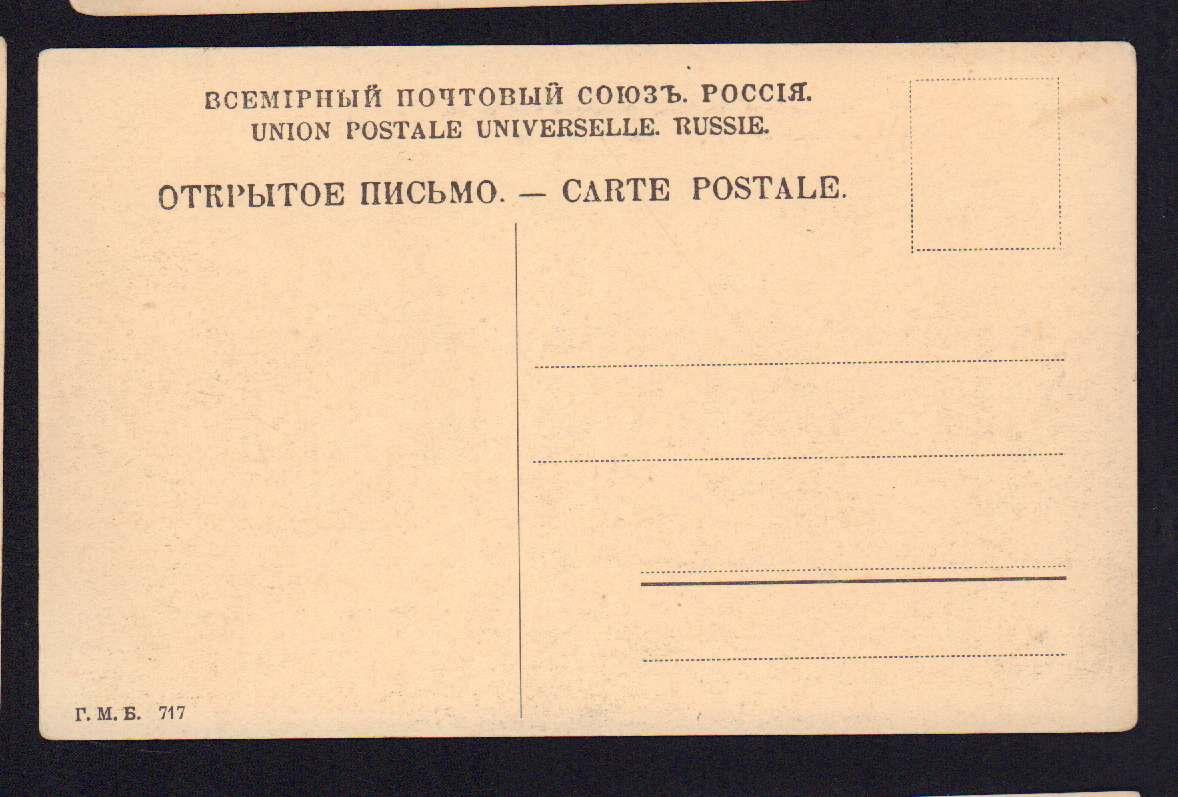 ВСЕМІРНЫЙ ПОЧТОВЫЙ СОЮЗЪ. РОССІЯ.
UNION POSTALE UNIVERSELLE. RUSSIE.
ОТКРЫТОЕ ПИСЬМО. — CARTE POSTALE.
Г. М. Б. 717